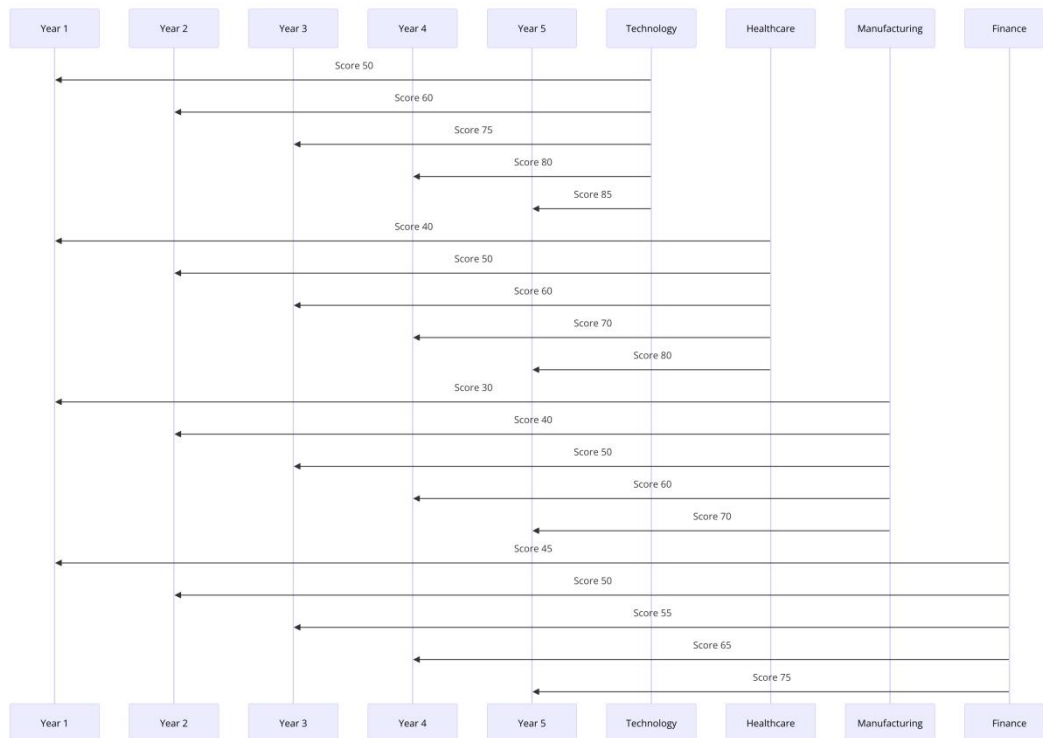 Year 1
Year 2
Year 3
Year 4
Year 5
Technology
Healthcare
Manufacturing
Finance
Score 50
Score 60
Score 75
Score 80
Score 85
Score 40
Score 50
Score 60
Score 70
Score 80
Score 30
Score 40
Score 50
Score 60
Score 70
Score 45
Score 50
Score 55
Score 65
Score 75
Year 1
Year 2
Year 3
Year 4
Year 5
Technology
Healthcare
Manufacturing
Finance